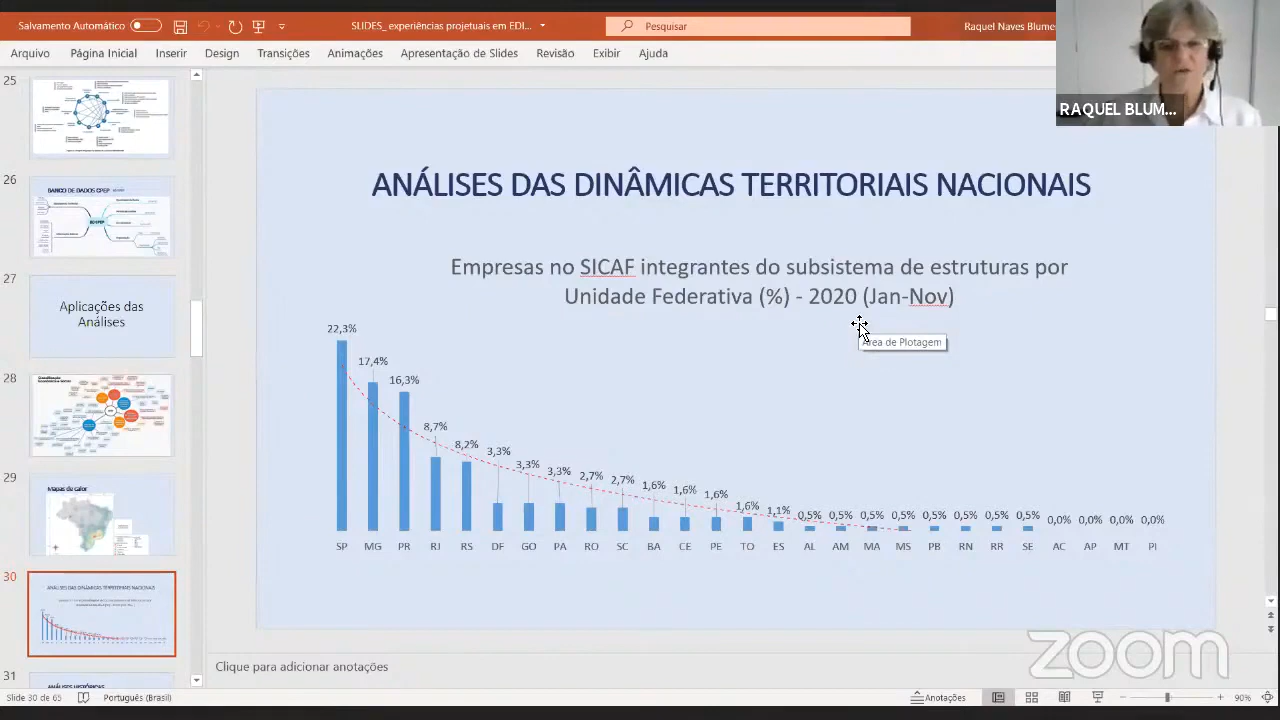 Salvamento Automático
SLIDES_ experiências projetuais em EDI...
Pesquisar
Raquel Naves Blume
Arquivo Página Inicial Inserir Design Transições Animações Apresentação de Slides Revisão Exibir Ajuda
RAQUEL BLUM...
25
26
BANCO DE DADOS CPEP
27
Aplicações das
Análises
28
29
Mapas de calor
30
ANÁLISES DAS DINÂMICAS TERRITORIAIS NACIONAIS
31
ANÁLISES HISTÓRICAS
ANÁLISES DAS DINÂMICAS TERRITORIAIS NACIONAIS
Empresas no SICAF integrantes do subsistema de estruturas por
Unidade Federativa (%) - 2020 (Jan-Nov)
Área de Plotagem
22,3% 17,4% 16,3% 8,7% 8,2% 3,3% 3,3% 3,3% 2,7% 2,7% 1,6% 1,6% 1,6% 1,6% 1,1% 0,5% 0,5% 0,5% 0,5% 0,5% 0,5% 0,5% 0,5% 0,0% 0,0% 0,0% 0,0%
SP MG PR RJ RS DF GO PA RO SC BA CE PE TO ES AL AM MA MS PB RN RR SE AC AP MT PI
zoom
Clique para adicionar anotações
Slide 30 de 65 Português (Brasil) Anotações 90%